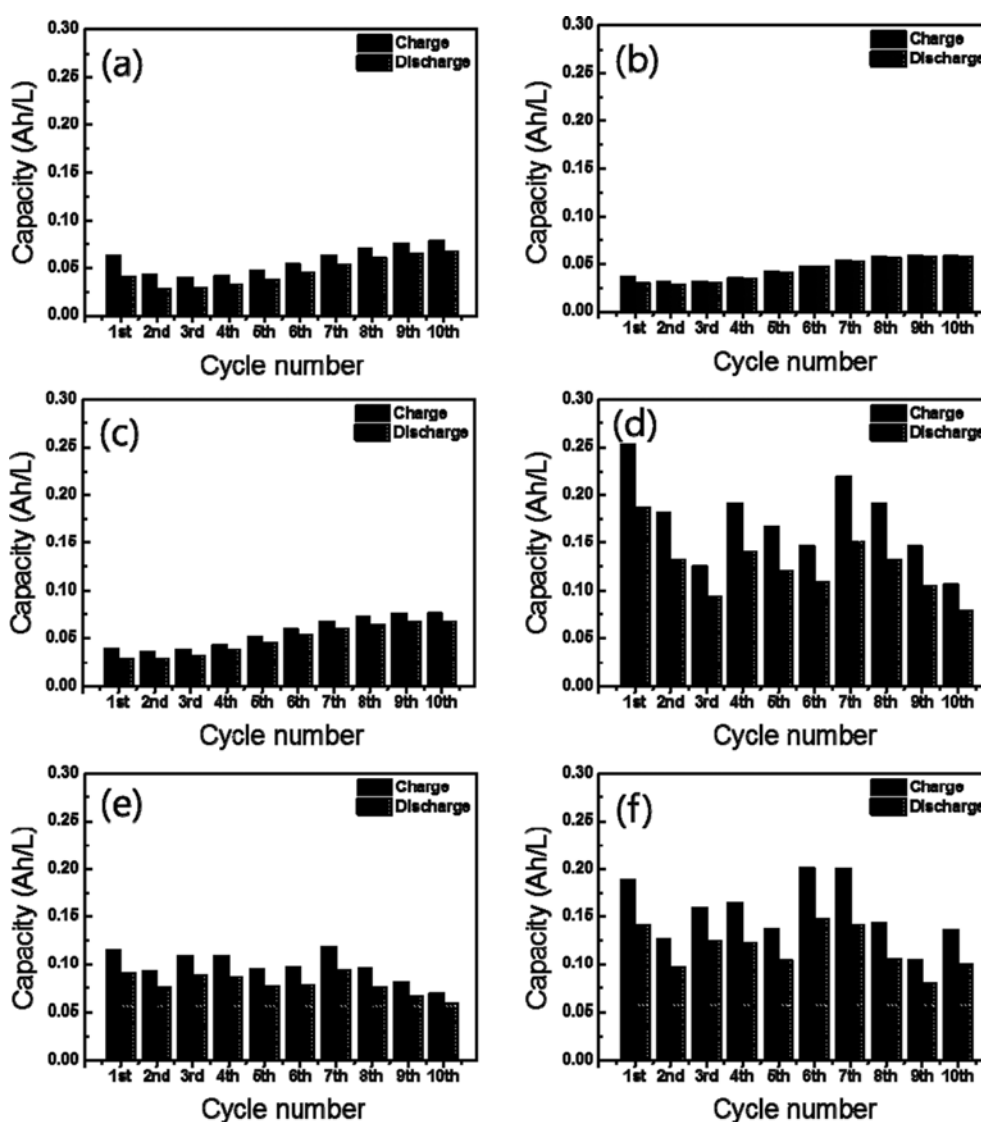 (a)
Charge
Discharge
Capacity (Ah/L)
0.30
0.25
0.20
0.15
0.10
0.05
0.00
1st 2nd 3rd 4th 5th 6th 7th 8th 9th 10th
Cycle number
(b)
Charge
Discharge
Capacity (Ah/L)
0.30
0.25
0.20
0.15
0.10
0.05
0.00
1st 2nd 3rd 4th 5th 6th 7th 8th 9th 10th
Cycle number
(c)
Charge
Discharge
Capacity (Ah/L)
0.30
0.25
0.20
0.15
0.10
0.05
0.00
1st 2nd 3rd 4th 5th 6th 7th 8th 9th 10th
Cycle number
(d)
Charge
Discharge
Capacity (Ah/L)
0.30
0.25
0.20
0.15
0.10
0.05
0.00
1st 2nd 3rd 4th 5th 6th 7th 8th 9th 10th
Cycle number
(e)
Charge
Discharge
Capacity (Ah/L)
0.30
0.25
0.20
0.15
0.10
0.05
0.00
1st 2nd 3rd 4th 5th 6th 7th 8th 9th 10th
Cycle number
(f)
Charge
Discharge
Capacity (Ah/L)
0.30
0.25
0.20
0.15
0.10
0.05
0.00
1st 2nd 3rd 4th 5th 6th 7th 8th 9th 10th
Cycle number